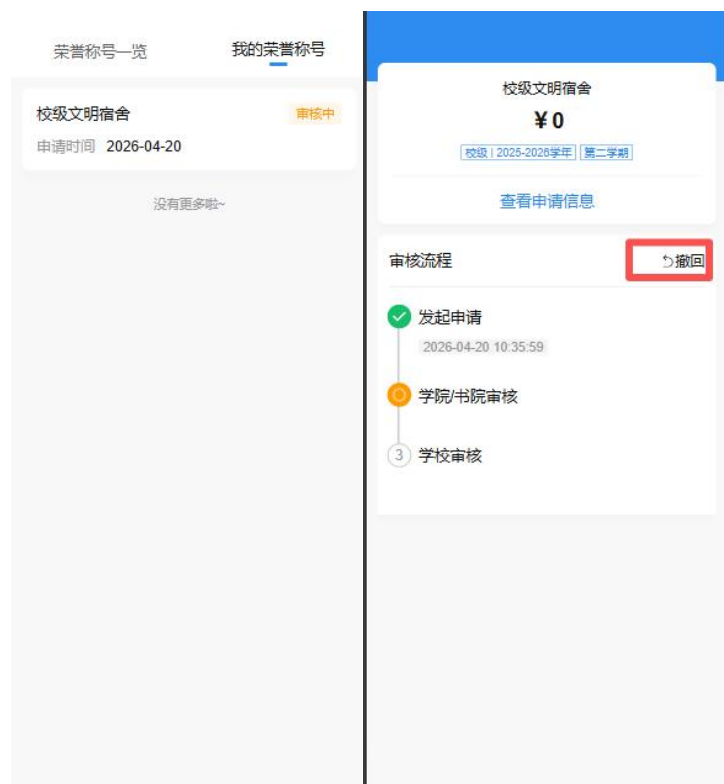 荣誉称号一览
我的荣誉称号
校级文明宿舍
审核中
申请时间 2026-04-20
没有更多啦~
校级文明宿舍
¥0
校级 | 2025-2026学年
第二学期
查看申请信息
审核流程
撤回
发起申请
2026-04-20 10:35:59
学院/书院审核
3 学校审核